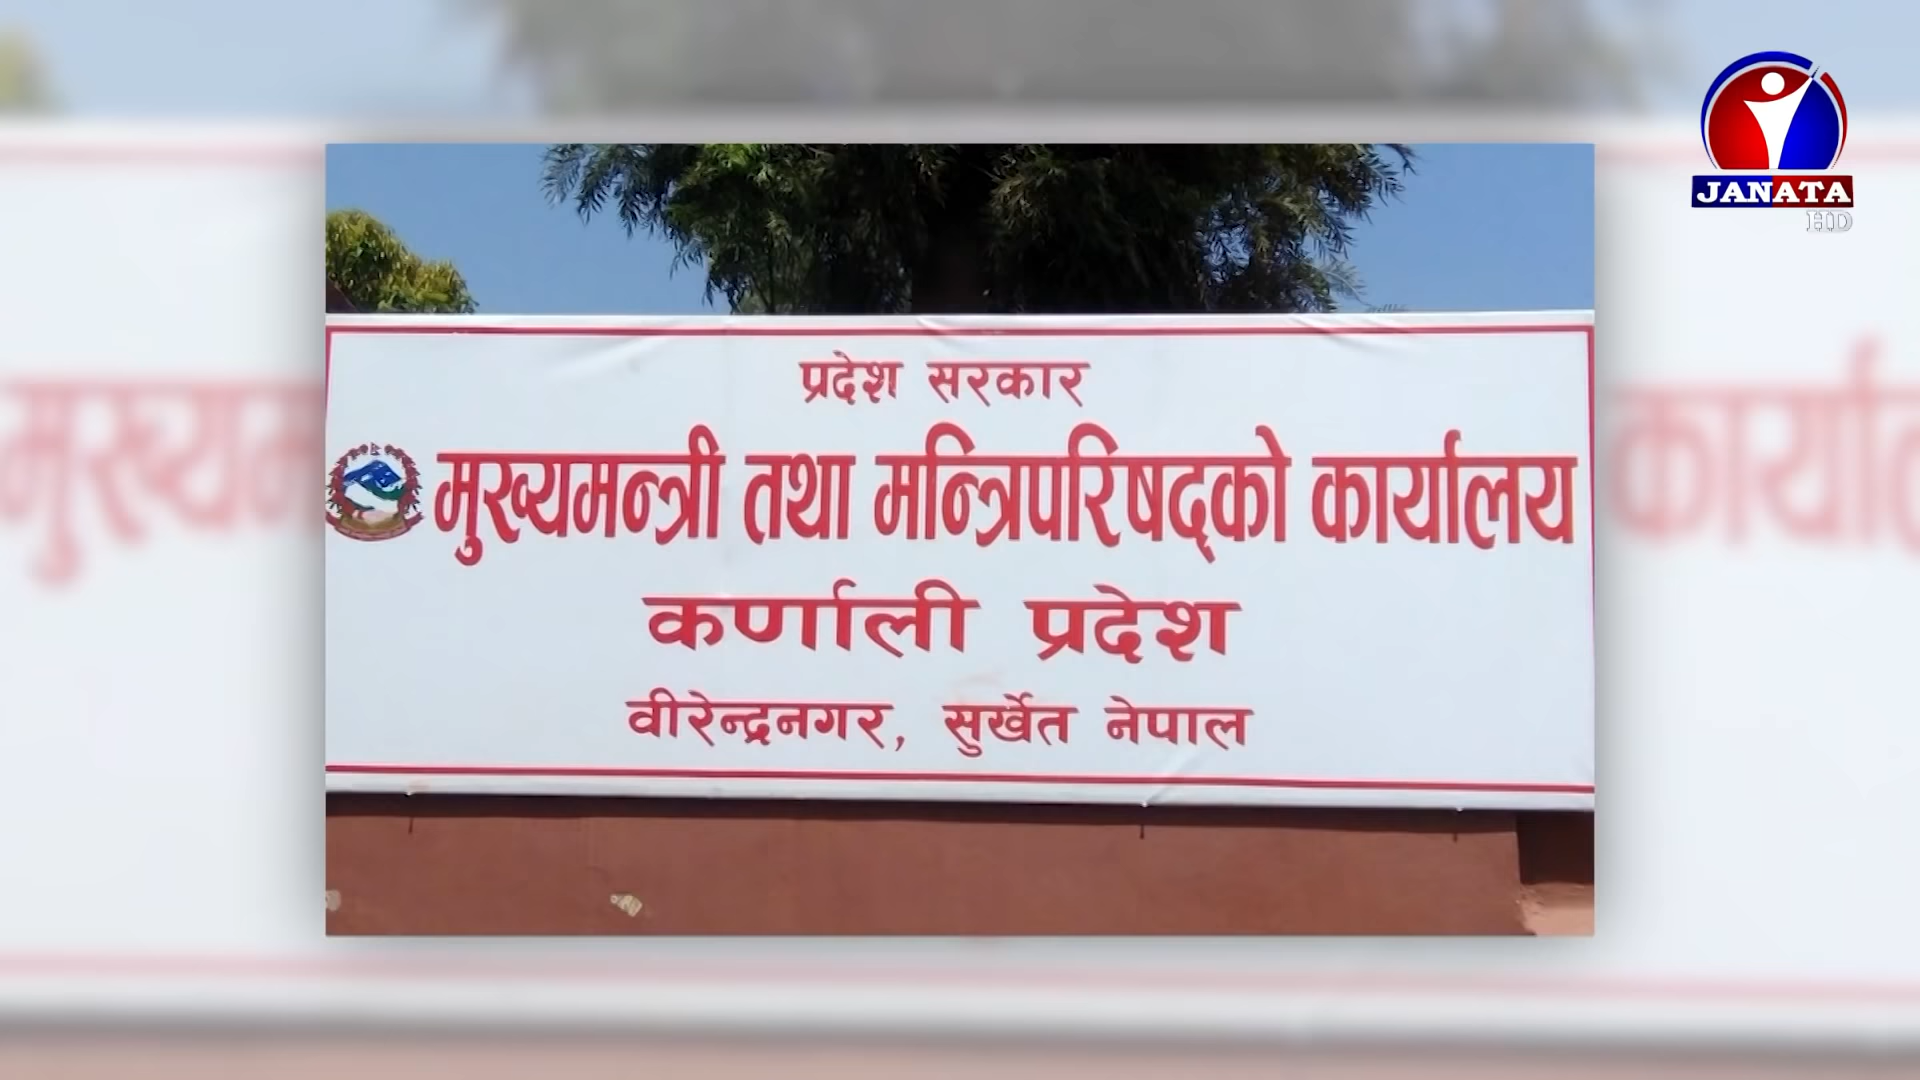 JANATA
HD
प्रदेश सरकार
मुख्यमन्त्री तथा मन्त्रिपरिषद्को कार्यालय
कर्णाली प्रदेश
वीरेन्द्रनगर, सुर्खेत नेपाल